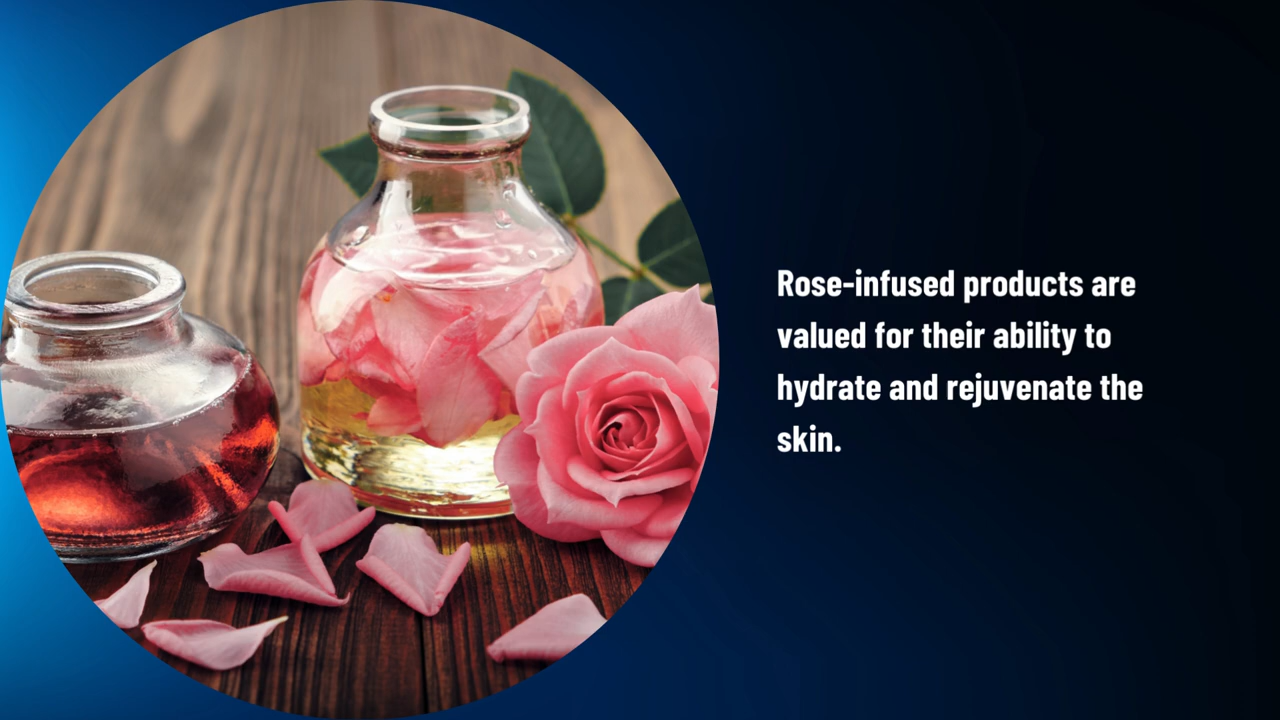 Rose-infused products are
valued for their ability to
hydrate and rejuvenate the
skin.